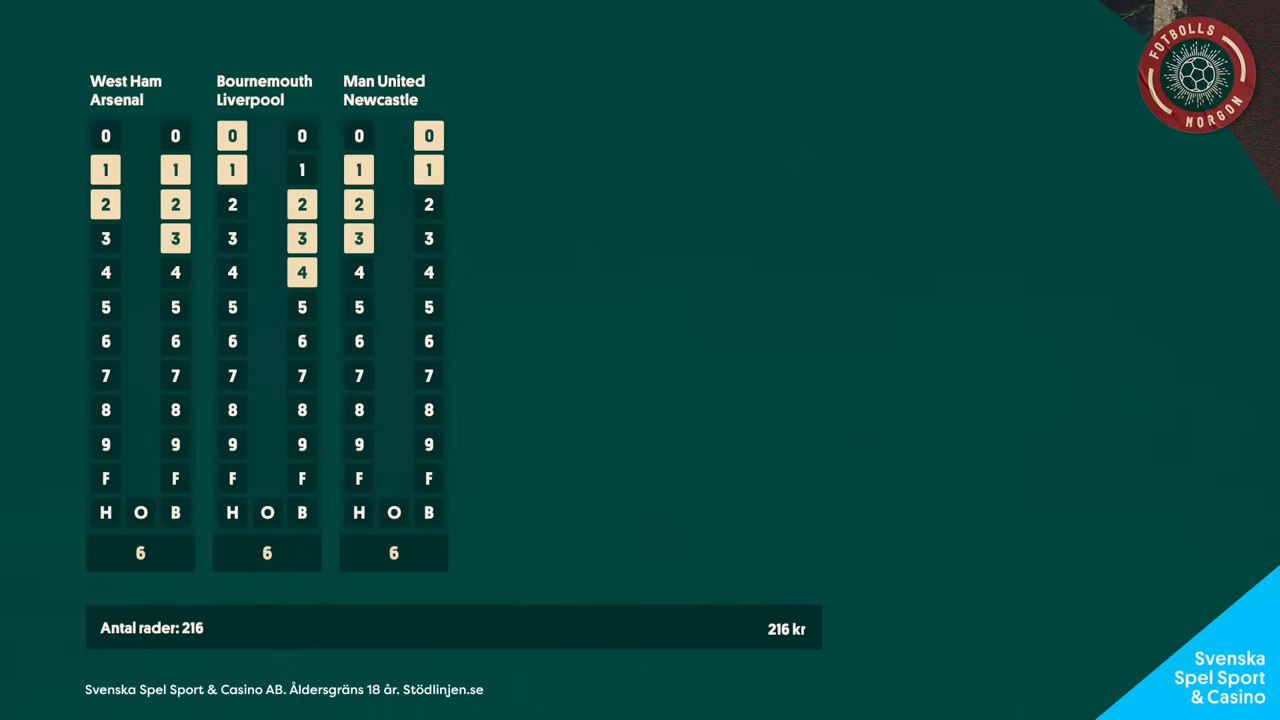 FOTBOLLS
MORGON
West Ham Bournemouth Man United
Arsenal Liverpool Newcastle
0 0 0 0 0 0
1 1 1 1 1 1
2 2 2 2 2 2
3 3 3 3 3 3
4 4 4 4 4 4
5 5 5 5 5 5
6 6 6 6 6 6
7 7 7 7 7 7
8 8 8 8 8 8
9 9 9 9 9 9
F F F F F F
H O B H O B H O B
6 6 6
Antal rader: 216 216 kr
Svenska Spel Sport & Casino AB. Åldersgräns 18 år. Stödlinjen.se
Svenska
Spel Sport
& Casino